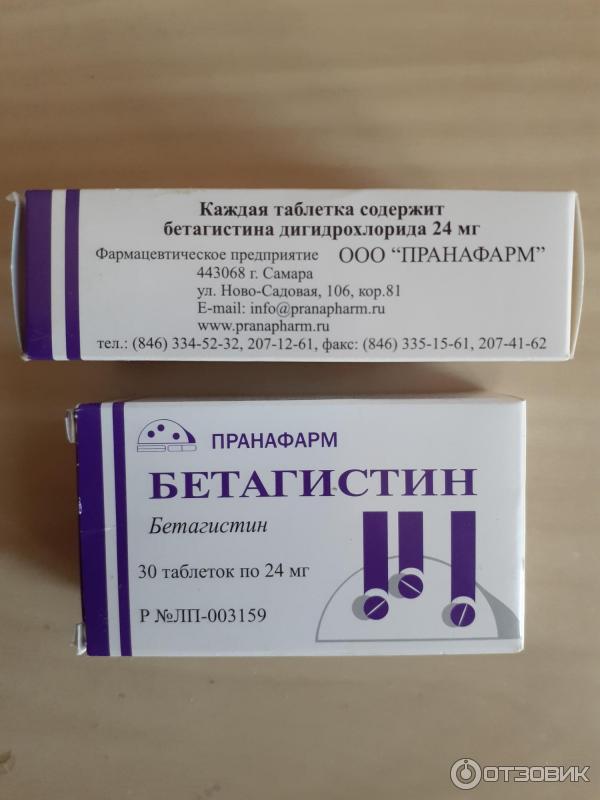 Каждая таблетка содержит
бетагистина дигидрохлорида 24 мг
Фармацевтическое предприятие ООО “ПРАНАФАРМ”
443068 г. Самара
ул. Ново-Садовая, 106, кор.81
E-mail: info@pranapharm.ru
www.pranapharm.ru
тел.: (846) 334-52-32, 207-12-61, факс: (846) 335-15-61, 207-41-62
ПРАНАФАРМ
БЕТАГИСТИН
Бетагистин
30 таблеток по 24 мг
Р №ЛП-003159
ОТЗОВИК